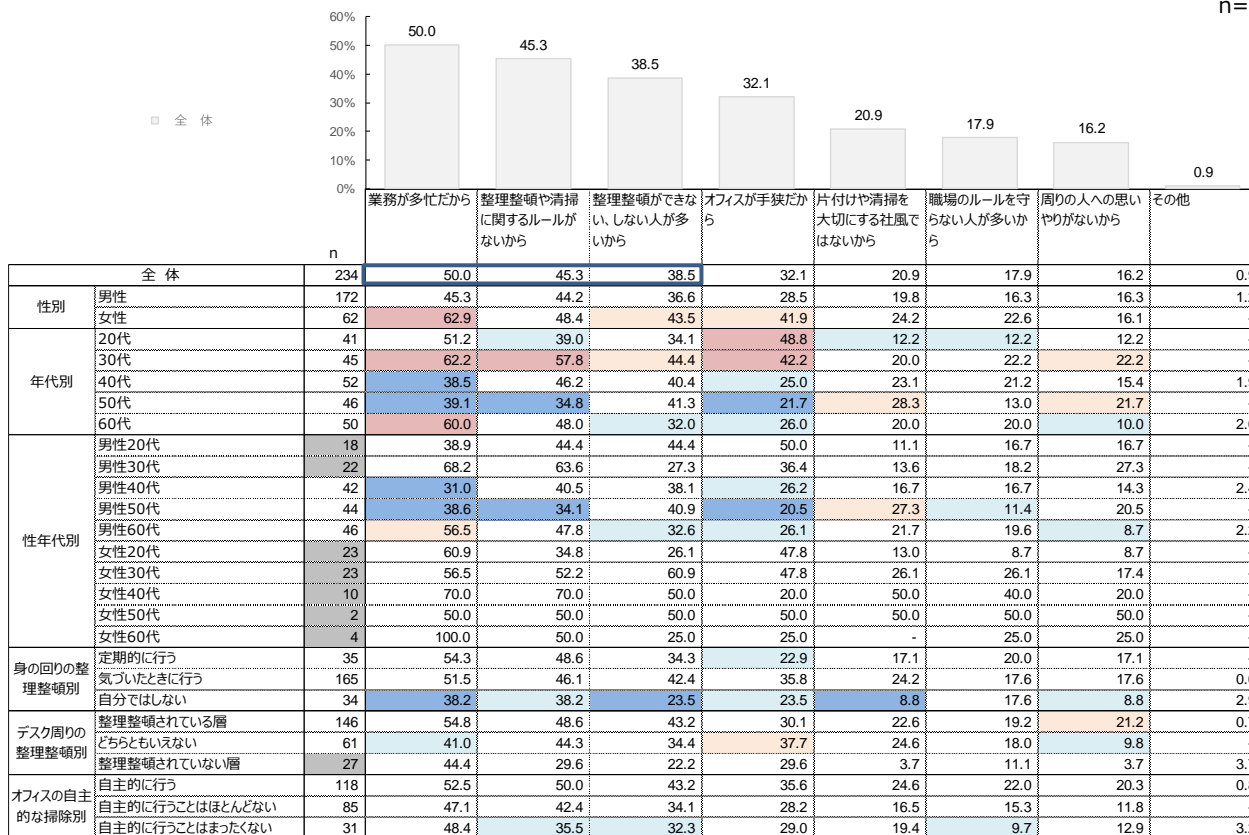 n=
60%
50%
40%
30%
20%
10%
0%
全 体
50.0
45.3
38.5
32.1
20.9
17.9
16.2
0.9
業務が多忙だから
整理整頓や清掃
に関するルールが
ないから
整理整頓ができな
い、しない人が多
いから
オフィスが手狭だか
ら
片付けや清掃を
大切にする社風で
はないから
職場のルールを守
らない人が多いか
ら
周りの人への思い
やりがないから
その他
n
全 体 234 50.0 45.3 38.5 32.1 20.9 17.9 16.2
性別
男性 172 45.3 44.2 36.6 28.5 19.8 16.3 16.3
女性 62 62.9 48.4 43.5 41.9 24.2 22.6 16.1
年代別
20代 41 51.2 39.0 34.1 48.8 12.2 12.2 12.2
30代 45 62.2 57.8 44.4 42.2 20.0 22.2 22.2
40代 52 38.5 46.2 40.4 25.0 23.1 21.2 15.4
50代 46 39.1 34.8 41.3 21.7 28.3 13.0 21.7
60代 50 60.0 48.0 32.0 26.0 20.0 20.0 10.0
性年代別
男性20代 18 38.9 44.4 44.4 50.0 11.1 16.7 16.7
男性30代 22 68.2 63.6 27.3 36.4 13.6 18.2 27.3
男性40代 42 31.0 40.5 38.1 26.2 16.7 16.7 14.3
男性50代 44 38.6 34.1 40.9 20.5 27.3 11.4 20.5
男性60代 46 56.5 47.8 32.6 26.1 21.7 19.6 8.7
女性20代 23 60.9 34.8 26.1 47.8 13.0 8.7 8.7
女性30代 23 56.5 52.2 60.9 47.8 26.1 26.1 17.4
女性40代 10 70.0 70.0 50.0 20.0 50.0 40.0 20.0
女性50代 2 50.0 50.0 50.0 50.0 50.0 50.0 50.0
女性60代 4 100.0 50.0 25.0 25.0 - 25.0 25.0
身の回りの整
理整頓別
定期的に行う 35 54.3 48.6 34.3 22.9 17.1 20.0 17.1
気づいたときに行う 165 51.5 46.1 42.4 35.8 24.2 17.6 17.6
自分ではしない 34 38.2 38.2 23.5 23.5 8.8 17.6 8.8
デスク周りの
整理整頓別
整理整頓されている層 146 54.8 48.6 43.2 30.1 22.6 19.2 21.2
どちらともいえない 61 41.0 44.3 34.4 37.7 24.6 18.0 9.8
整理整頓されていない層 27 44.4 29.6 22.2 29.6 3.7 11.1 3.7
オフィスの自主
的な掃除別
自主的に行う 118 52.5 50.0 43.2 35.6 24.6 22.0 20.3
自主的に行うことはほとんどない 85 47.1 42.4 34.1 28.2 16.5 15.3 11.8
自主的に行うことはまったくない 31 48.4 35.5 32.3 29.0 19.4 9.7 12.9